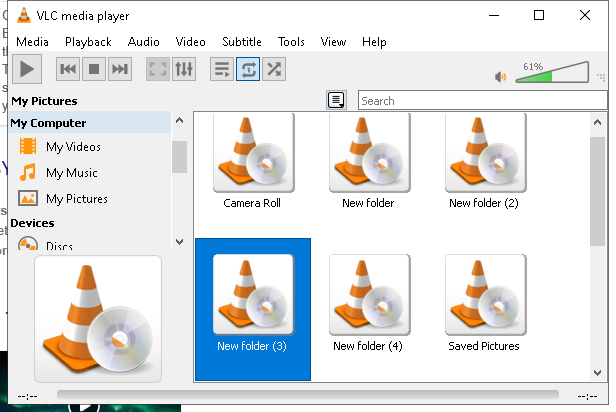 VLC media player
Media Playback Audio Video Subtitle Tools View Help
61%
My Pictures
Search
My Computer
My Videos
My Music
My Pictures
Devices
Discs
Camera Roll New folder New folder (2)
New folder (3) New folder (4) Saved Pictures
--:-- --:--